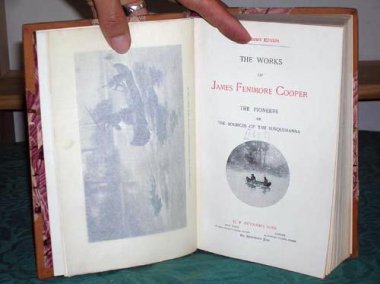 THE WORKS
OF
JAMES FENIMORE COOPER
THE PIONEERS
OR
THE SOURCES OF THE SUSQUEHANNA
G. P. PUTNAM'S SONS